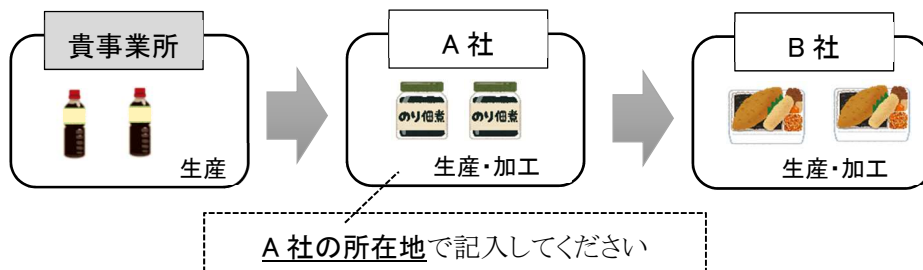 貴事業所
A 社
B 社
のり佃煮
のり佃煮
生産
生産・加工
生産・加工
A 社の所在地で記入してください